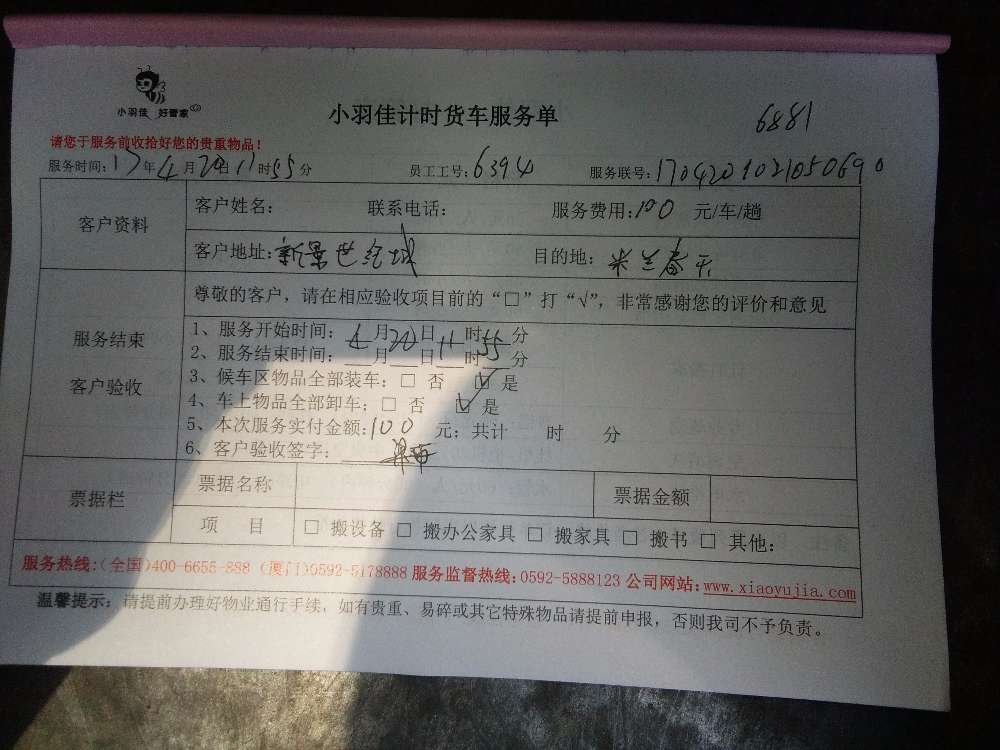 小羽佳 好管家
小羽佳计时货车服务单
6881
请您于服务前收拾好您的贵重物品！
服务时间：17年4月20日11时55分 员工工号：6394 服务联号：1704201021050690
客户资料
客户姓名： 联系电话： 服务费用：100 元/车/趟
客户地址：新景世纪城 目的地：米兰春天
服务结束
客户验收
尊敬的客户，请在相应验收项目前的“□”打“√”，非常感谢您的评价和意见
1、服务开始时间：4月20日11时55分
2、服务结束时间：__月__日__时__分
3、候车区物品全部装车：□ 否 ☑ 是
4、车上物品全部卸车：□ 否 ☑ 是
5、本次服务实付金额：100 元；共计 时 分
6、客户验收签字：
票据栏
票据名称 票据金额
项 目 □ 搬设备 □ 搬办公家具 □ 搬家具 □ 搬书 □ 其他：
服务热线：(全国)400-6655-888 (厦门)0592-5178888 服务监督热线：0592-5888123 公司网站：www.xiaoyujia.com
温馨提示：请提前办理好物业通行手续，如有贵重、易碎或其它特殊物品请提前申报，否则我司不予负责。